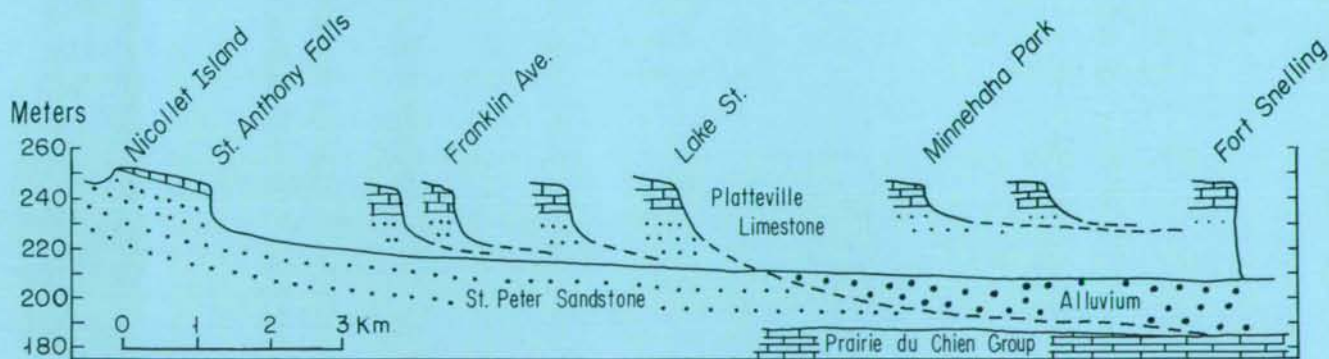 Nicollet Island
St. Anthony Falls
Franklin Ave.
Lake St.
Minnehaha Park
Fort Snelling
Meters
260
240
220
200
180
Platteville
Limestone
St. Peter Sandstone
Alluvium
0 1 2 3 Km.
Prairie du Chien Group